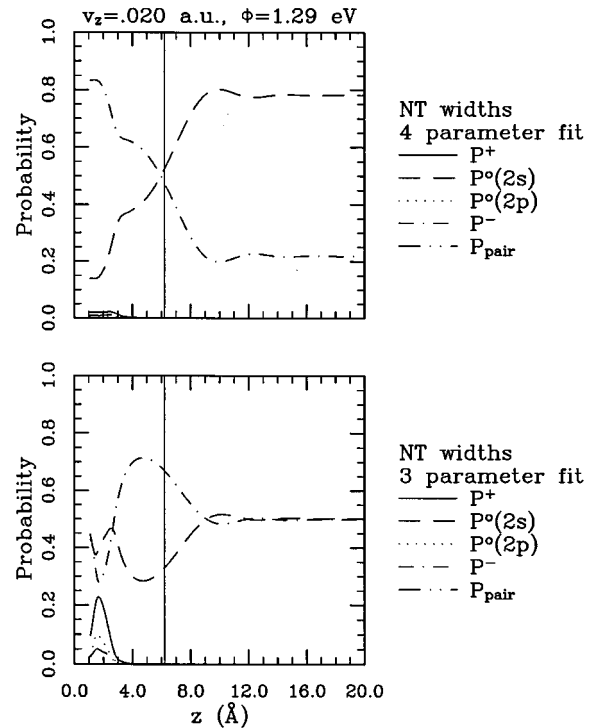 v_z=.020 a.u., Φ=1.29 eV
1.0
0.8
0.6
0.4
0.2
0.0
Probability
NT widths
4 parameter fit
P⁺
P°(2s)
P°(2p)
P⁻
P_pair
1.0
0.8
0.6
0.4
0.2
0.0
Probability
NT widths
3 parameter fit
P⁺
P°(2s)
P°(2p)
P⁻
P_pair
0.0 4.0 8.0 12.0 16.0 20.0
z (Å)